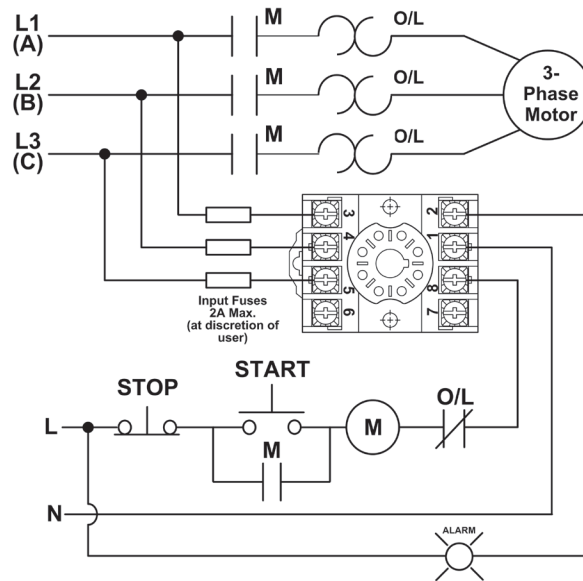 L1
(A)
M
O/L
L2
(B)
M
O/L
L3
(C)
M
O/L
3-
Phase
Motor
3
4
5
6
2
1
8
7
Input Fuses
2A Max.
(at discretion of
user)
STOP
START
O/L
L
M
M
N
ALARM